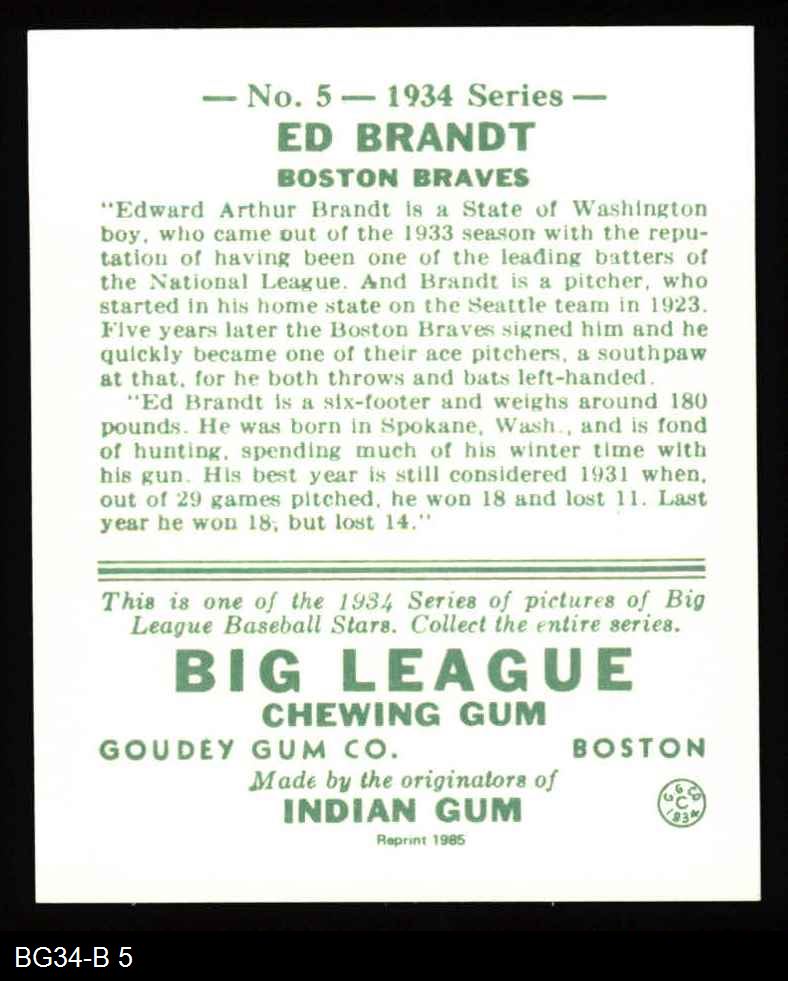 — No. 5 — 1934 Series —
ED BRANDT
BOSTON BRAVES
"Edward Arthur Brandt is a State of Washington
boy, who came out of the 1933 season with the repu-
tation of having been one of the leading batters of
the National League. And Brandt is a pitcher, who
started in his home state on the Seattle team in 1923.
Five years later the Boston Braves signed him and he
quickly became one of their ace pitchers, a southpaw
at that, for he both throws and bats left-handed.
"Ed Brandt is a six-footer and weighs around 180
pounds. He was born in Spokane, Wash., and is fond
of hunting, spending much of his winter time with
his gun. His best year is still considered 1931 when,
out of 29 games pitched, he won 18 and lost 11. Last
year he won 18, but lost 14."
This is one of the 1934 Series of pictures of Big
League Baseball Stars. Collect the entire series.
BIG LEAGUE
CHEWING GUM
GOUDEY GUM CO. BOSTON
Made by the originators of
INDIAN GUM
G G CO
C
1934
Reprint 1985
BG34-B 5